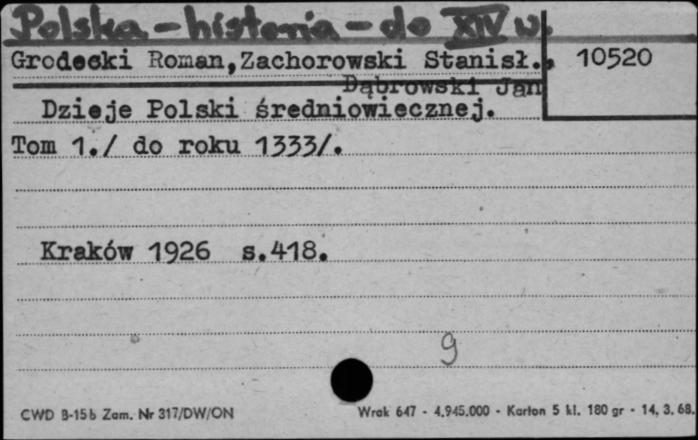 Polska - historia - do XIV w.
Grodecki Roman,Zachorowski Stanisł., 10520
Dąbrowski Jan
Dzieje Polski średniowiecznej.
Tom 1./ do roku 1333/.
Kraków 1926 s.418.
9
CWD B-15b Zam. Nr 317/DW/ON Wrak 647 - 4.945.000 - Karton 5 kl. 180 gr - 14, 3. 68.